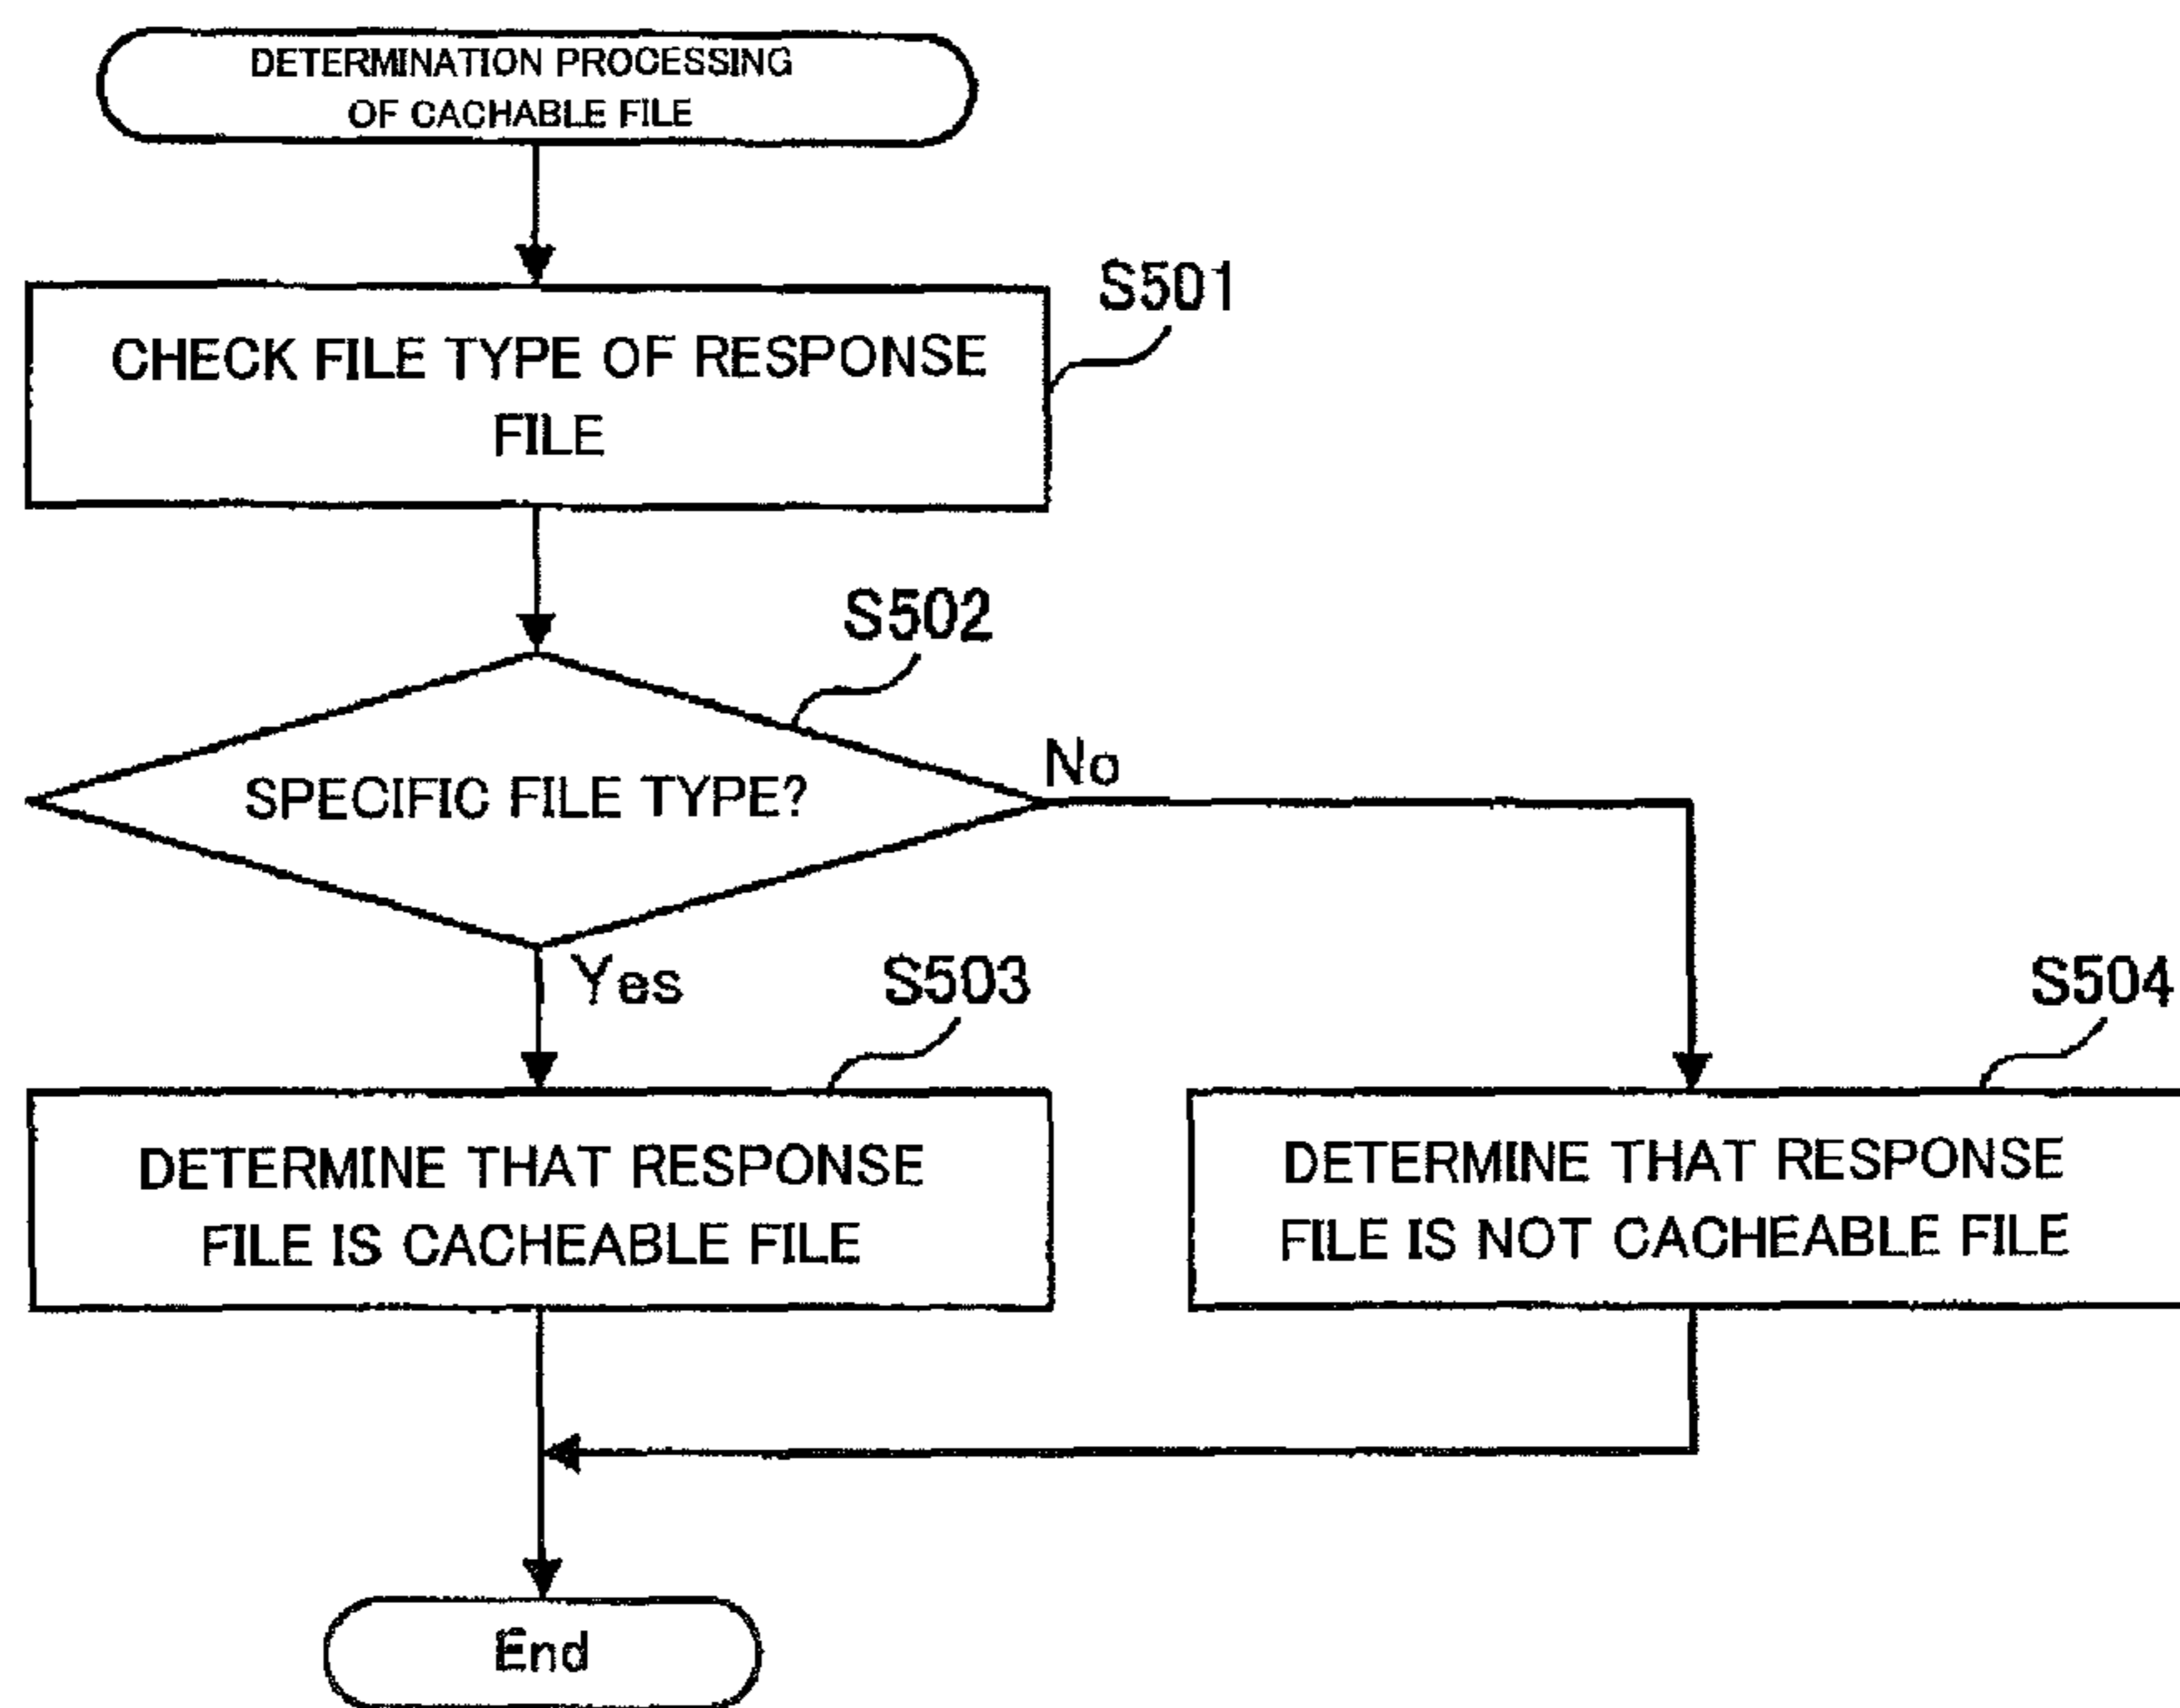 DETERMINATION PROCESSING
OF CACHABLE FILE
S501
CHECK FILE TYPE OF RESPONSE
FILE
S502
SPECIFIC FILE TYPE?
No
Yes
S503
DETERMINE THAT RESPONSE
FILE IS CACHEABLE FILE
S504
DETERMINE THAT RESPONSE
FILE IS NOT CACHEABLE FILE
End